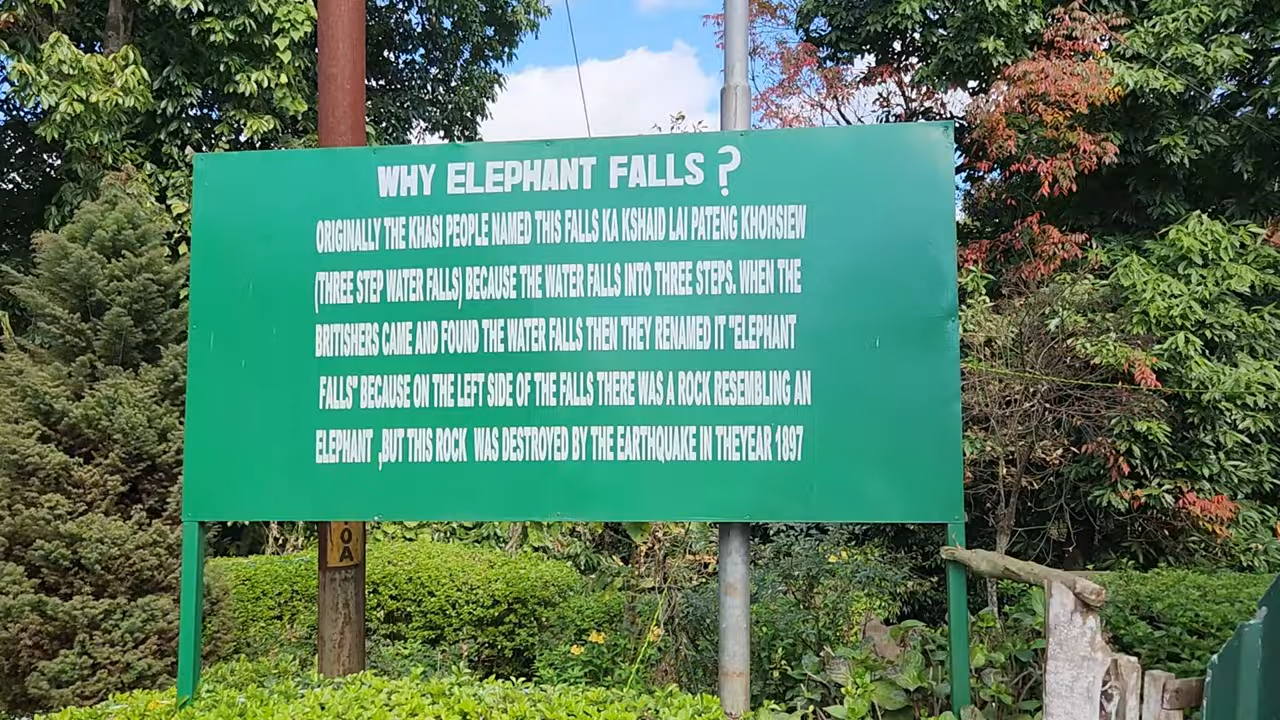 WHY ELEPHANT FALLS ?
ORIGINALLY THE KHASI PEOPLE NAMED THIS FALLS KA KSHAID LAI PATENG KHOHSIEW
(THREE STEP WATER FALLS) BECAUSE THE WATER FALLS INTO THREE STEPS. WHEN THE
BRITISHERS CAME AND FOUND THE WATER FALLS THEN THEY RENAMED IT "ELEPHANT
FALLS" BECAUSE ON THE LEFT SIDE OF THE FALLS THERE WAS A ROCK RESEMBLING AN
ELEPHANT ,BUT THIS ROCK WAS DESTROYED BY THE EARTHQUAKE IN THEYEAR 1897
0A